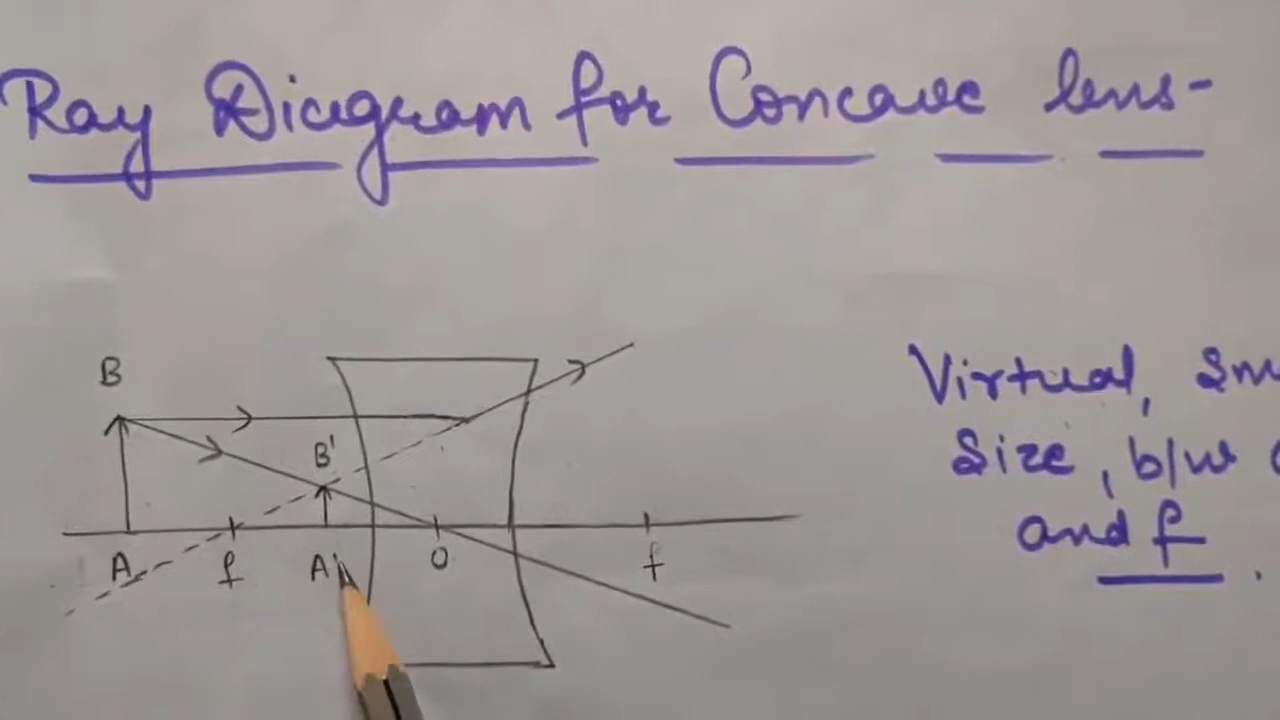 Ray Diagram for Concave lens-
B
B'
A f A' O f
Virtual,
Size, b/w
and f.